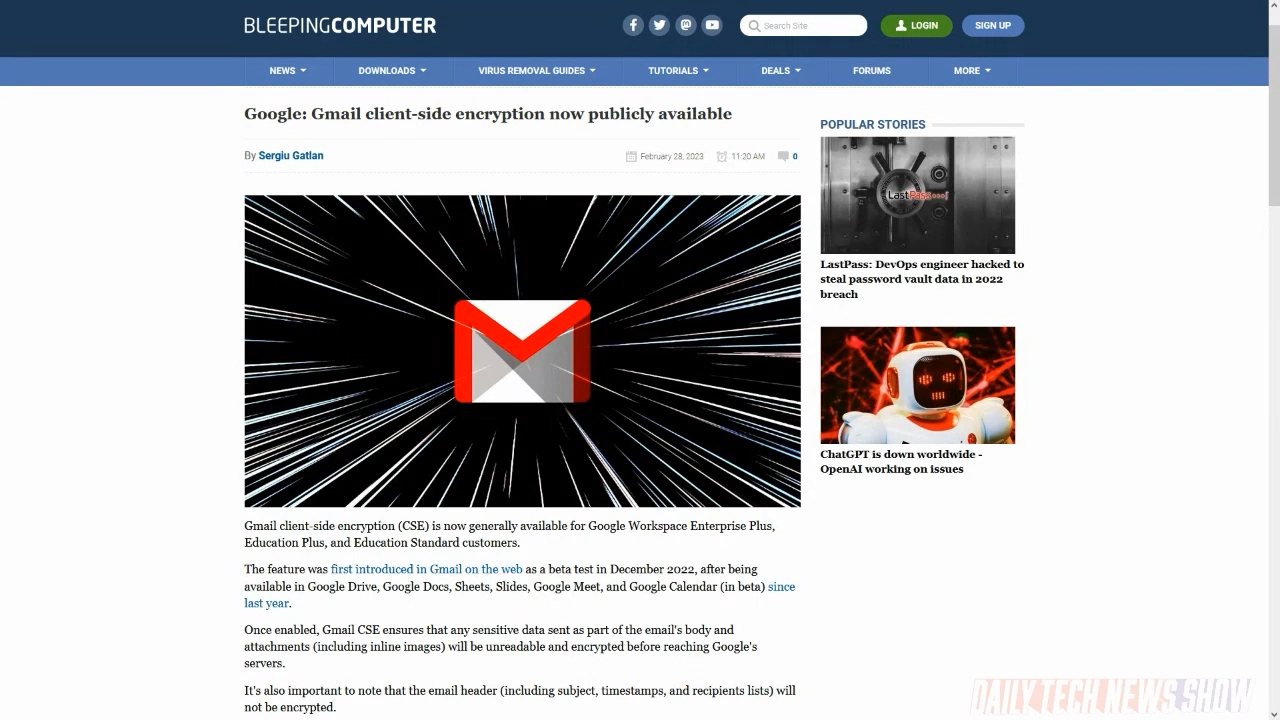 BLEEPINGCOMPUTER
Search Site
LOGIN
SIGN UP
NEWS
DOWNLOADS
VIRUS REMOVAL GUIDES
TUTORIALS
DEALS
FORUMS
MORE
Google: Gmail client-side encryption now publicly available
By Sergiu Gatlan
February 28, 2023
11:20 AM
0
Gmail client-side encryption (CSE) is now generally available for Google Workspace Enterprise Plus,
Education Plus, and Education Standard customers.
The feature was first introduced in Gmail on the web as a beta test in December 2022, after being
available in Google Drive, Google Docs, Sheets, Slides, Google Meet, and Google Calendar (in beta) since
last year.
Once enabled, Gmail CSE ensures that any sensitive data sent as part of the email's body and
attachments (including inline images) will be unreadable and encrypted before reaching Google's
servers.
It's also important to note that the email header (including subject, timestamps, and recipients lists) will
not be encrypted.
POPULAR STORIES
LastPass
LastPass: DevOps engineer hacked to
steal password vault data in 2022
breach
ChatGPT is down worldwide -
OpenAI working on issues
DAILY TECH NEWS SHOW